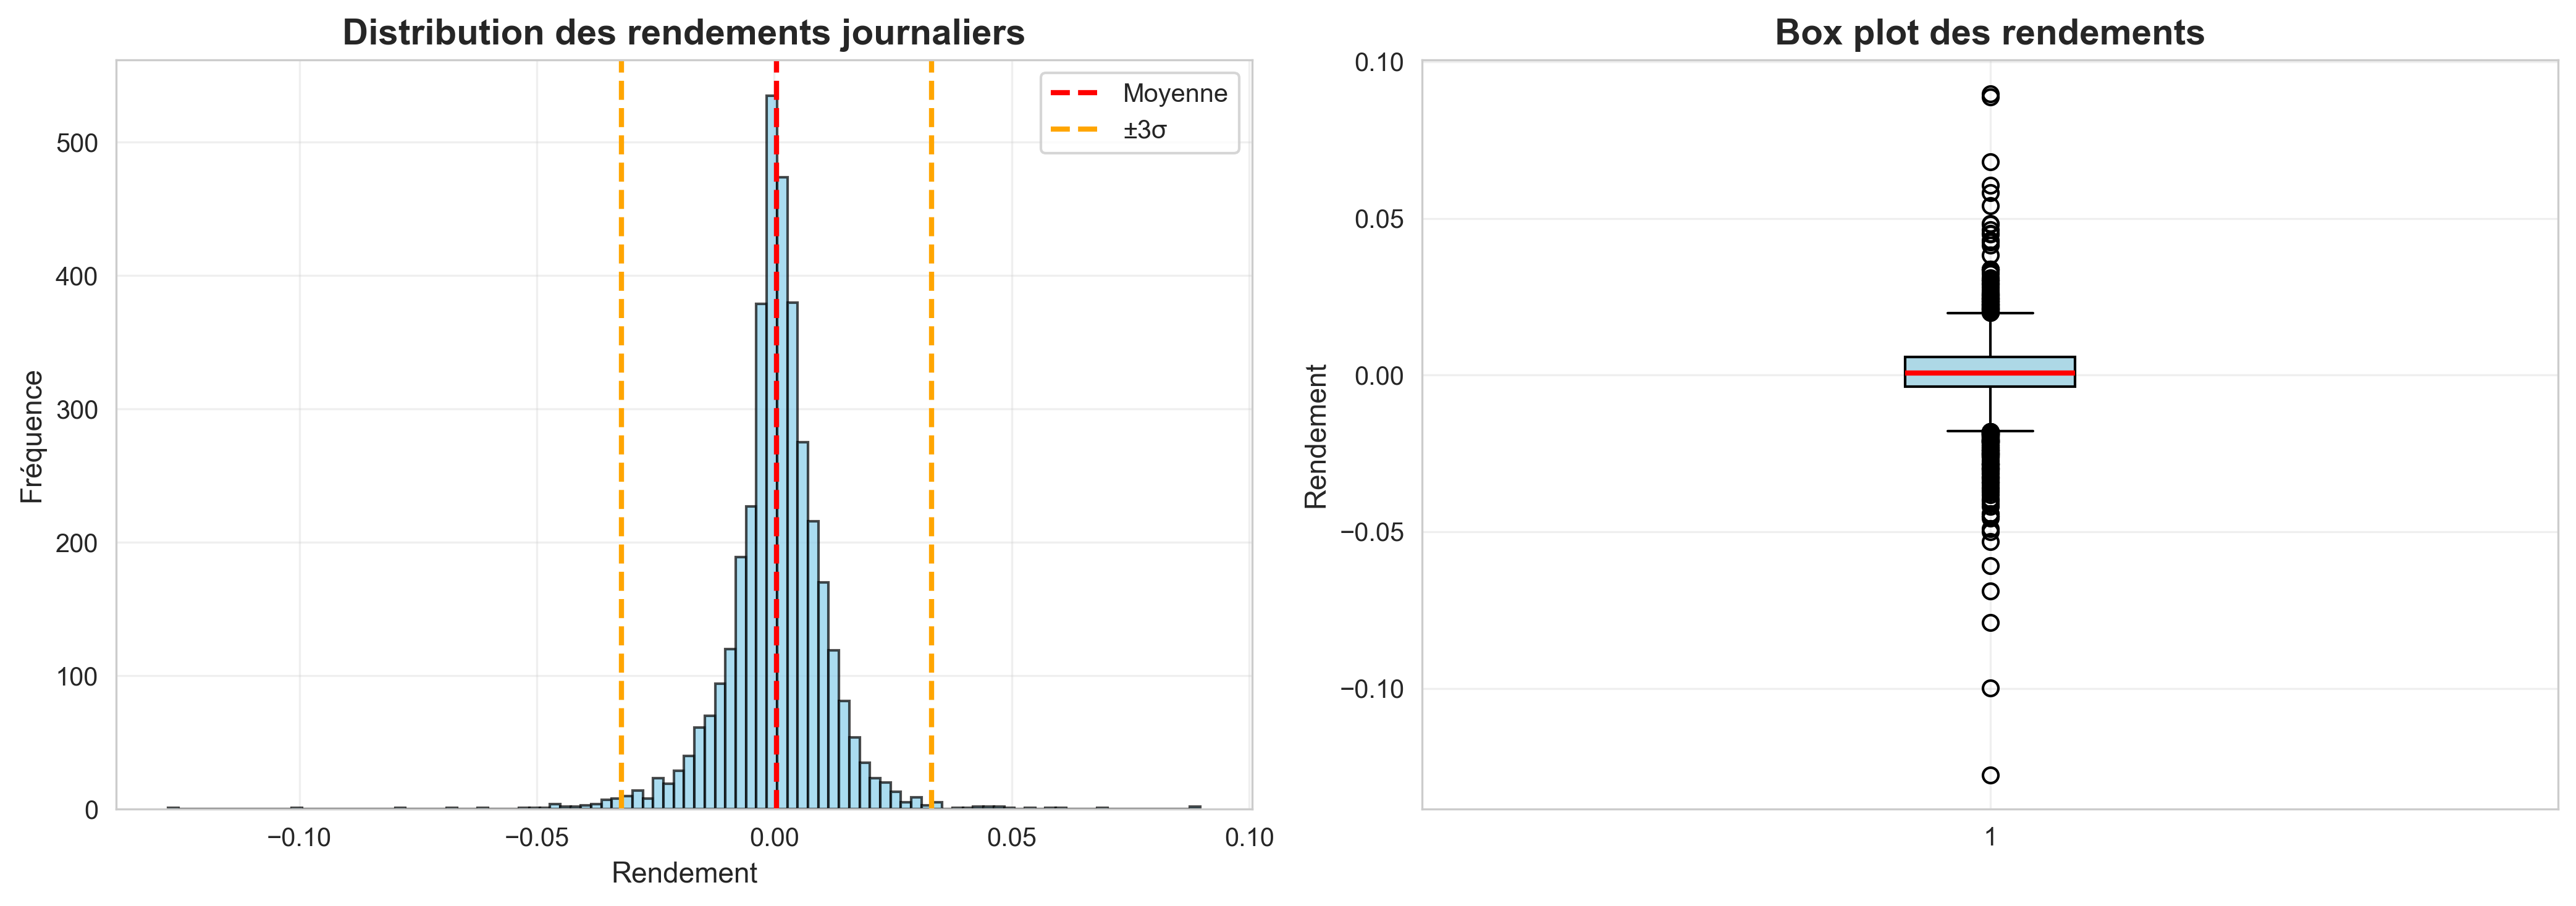 Distribution des rendements journaliers
Moyenne
±3σ
500
400
300
200
100
0
Fréquence
−0.10
−0.05
0.00
0.05
0.10
Rendement
Box plot des rendements
0.10
0.05
0.00
−0.05
−0.10
Rendement
1